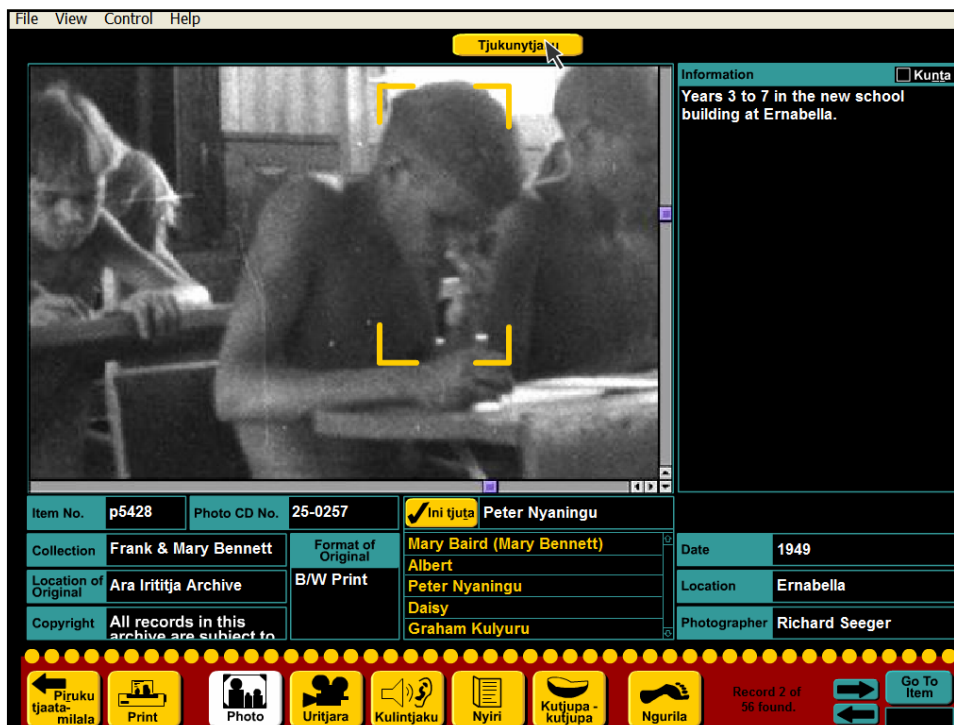 File View Control Help
Information
Kunṯa
Years 3 to 7 in the new school
building at Ernabella.
Item No. p5428 Photo CD No. 25-0257
Ini tjuṯa Peter Nyaningu
Collection Frank & Mary Bennett
Format of
Original
B/W Print
Location of
Original Ara Irititja Archive
Copyright All records in this
archive are subject to
Mary Baird (Mary Bennett)
Albert
Peter Nyaningu
Daisy
Graham Kulyuru
Date 1949
Location Ernabella
Photographer Richard Seeger
Piṟuku
tjaata-
milala
Print
Photo
Uritjara
Kulintjaku
Nyiri
Kutjupa -
kutjupa
Ngurila
Record 2 of
56 found.
Go To
Item